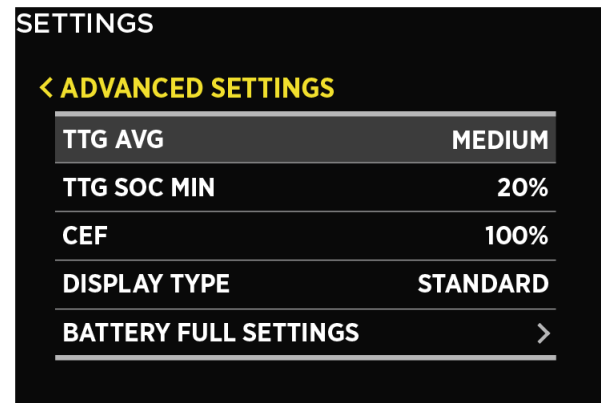 SETTINGS
< ADVANCED SETTINGS
TTG AVG MEDIUM
TTG SOC MIN 20%
CEF 100%
DISPLAY TYPE STANDARD
BATTERY FULL SETTINGS >